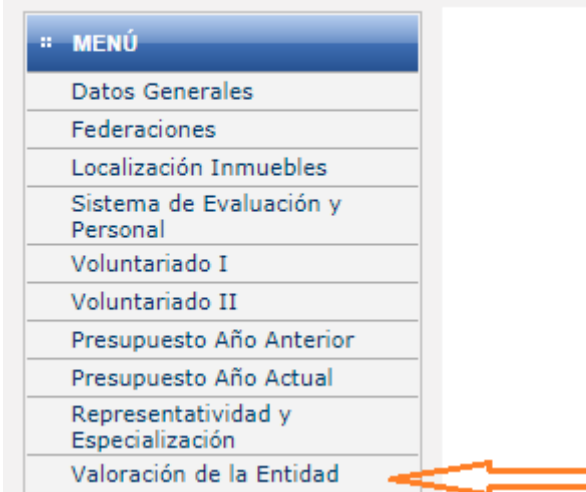 MENÚ
Datos Generales
Federaciones
Localización Inmuebles
Sistema de Evaluación y
Personal
Voluntariado I
Voluntariado II
Presupuesto Año Anterior
Presupuesto Año Actual
Representatividad y
Especialización
Valoración de la Entidad